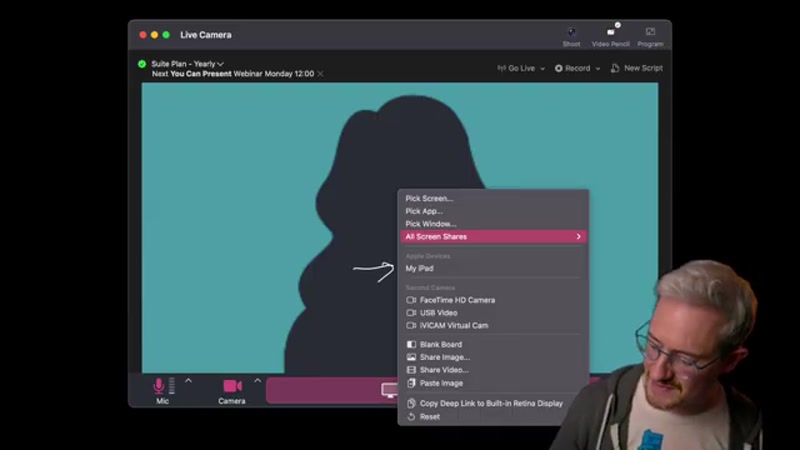 Live Camera
Shoot
Video Pencil
Program
Suite Plan - Yearly
Next You Can Present Webinar Monday 12:00
Go Live
Record
New Script
Pick Screen...
Pick App...
Pick Window...
All Screen Shares
Apple Devices
My iPad
Second Camera
FaceTime HD Camera
USB Video
iVCAM Virtual Cam
Blank Board
Share Image...
Share Video...
Paste Image
Copy Deep Link to Built-in Retina Display
Reset
Mic
Camera